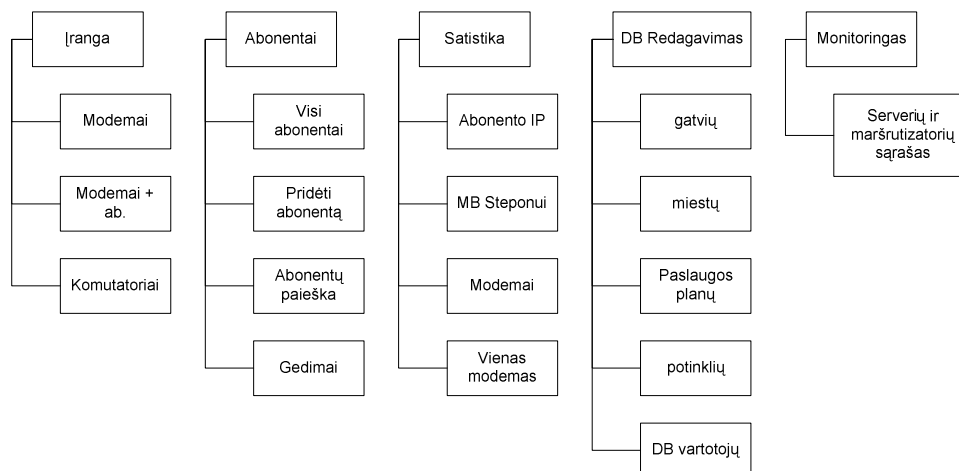 Įranga
Modemai
Modemai +
ab.
Komutatoriai
Abonentai
Visi
abonentai
Pridėti
abonentą
Abonentų
paieška
Gedimai
Satistika
Abonento IP
MB Steponui
Modemai
Vienas
modemas
DB Redagavimas
gatvių
miestų
Paslaugos
planų
potinklių
DB vartotojų
Monitoringas
Serverių ir
maršrutizatorių
sąrašas